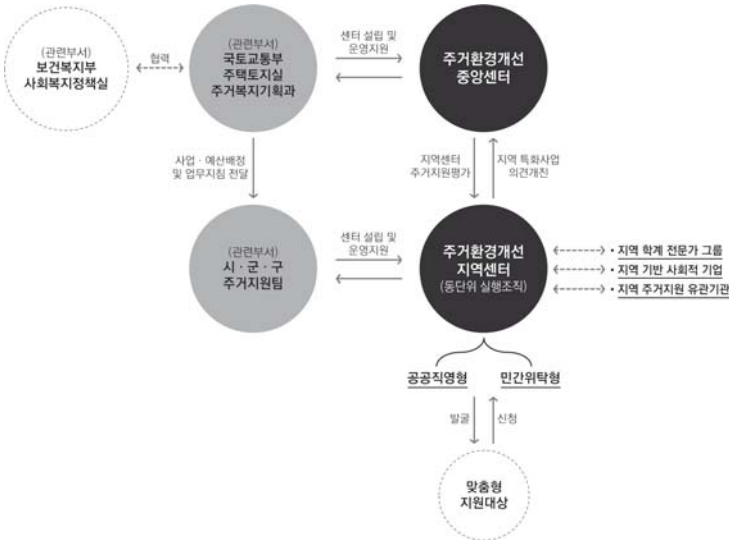 (관련부서)
보건복지부
사회복지정책실
협력
(관련부서)
국토교통부
주택토지실
주거복지기획과
센터 설립 및
운영지원
주거환경개선
중앙센터
사업 · 예산배정
및 업무지침 전달
지역센터
주거지원평가
지역 특화사업
의견개진
(관련부서)
시 · 군 · 구
주거지원팀
센터 설립 및
운영지원
주거환경개선
지역센터
(동단위 실행조직)
· 지역 학계 전문가 그룹
· 지역 기반 사회적 기업
· 지역 주거지원 유관기관
공공직영형
민간위탁형
발굴
신청
맞춤형
지원대상